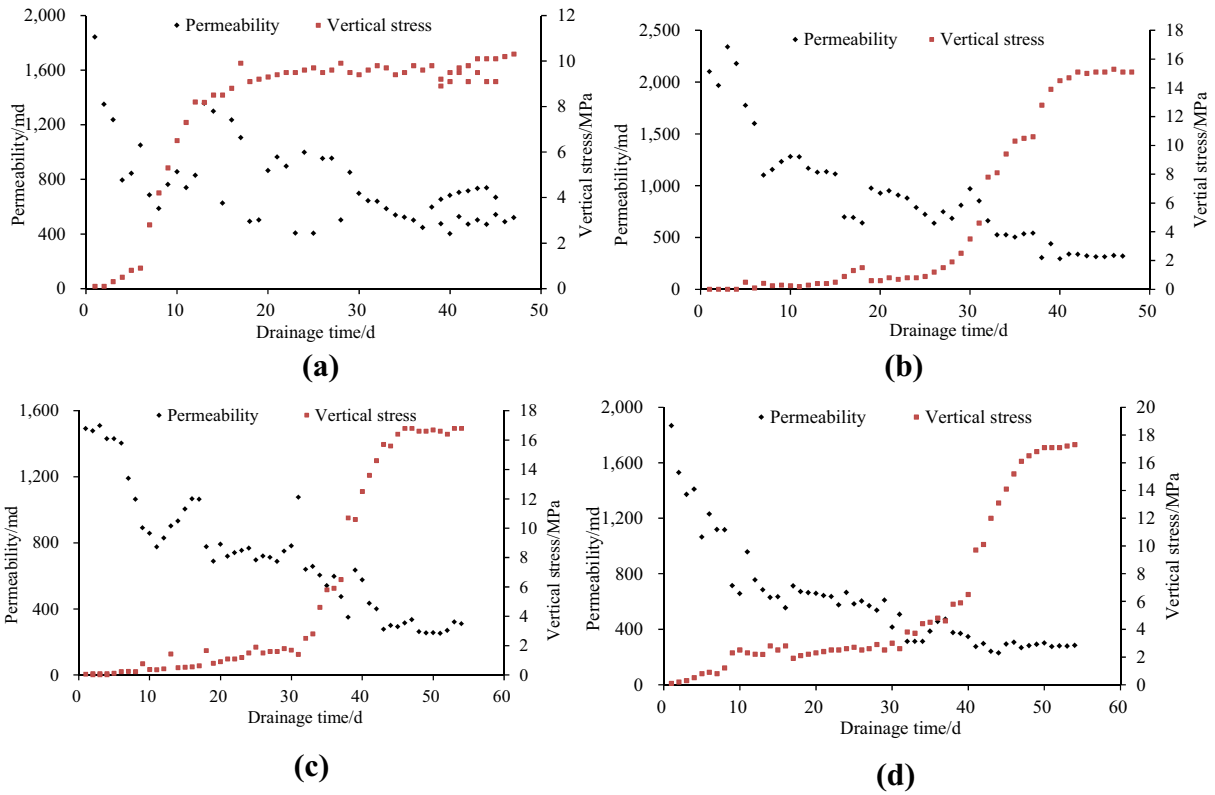 2,000
1,600
1,200
800
400
0
Permeability/md
Permeability
Vertical stress
12
10
8
6
4
2
0
Vertical stress/MPa
0 10 20 30 40 50
Drainage time/d
(a)
2,500
2,000
1,500
1,000
500
0
Permeability/md
Permeability
Vertical stress
18
16
14
12
10
8
6
4
2
0
Vertial stress/MPa
0 10 20 30 40 50
Drainage time/d
(b)
1,600
1,200
800
400
0
Permeability/md
Permeability
Vertical stress
18
16
14
12
10
8
6
4
2
0
Vertical stress/MPa
0 10 20 30 40 50 60
Drainage time/d
(c)
2,000
1,600
1,200
800
400
0
Permeability/md
Permeability
Vertical stress
20
18
16
14
12
10
8
6
4
2
0
Vertical stress/MPa
0 10 20 30 40 50 60
Drainage time/d
(d)